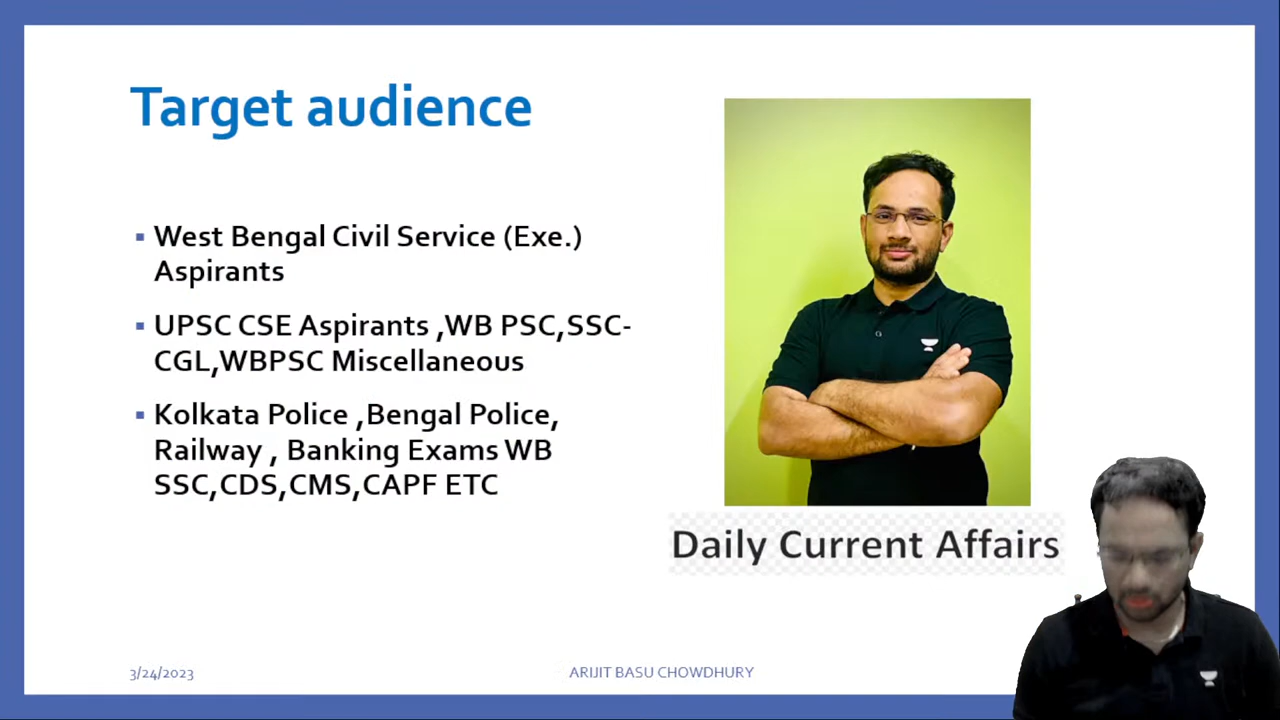 Target audience
West Bengal Civil Service (Exe.)
Aspirants
UPSC CSE Aspirants ,WB PSC,SSC-
CGL,WBPSC Miscellaneous
Kolkata Police ,Bengal Police,
Railway , Banking Exams WB
SSC,CDS,CMS,CAPF ETC
Daily Current Affairs
3/24/2023
ARIJIT BASU CHOWDHURY